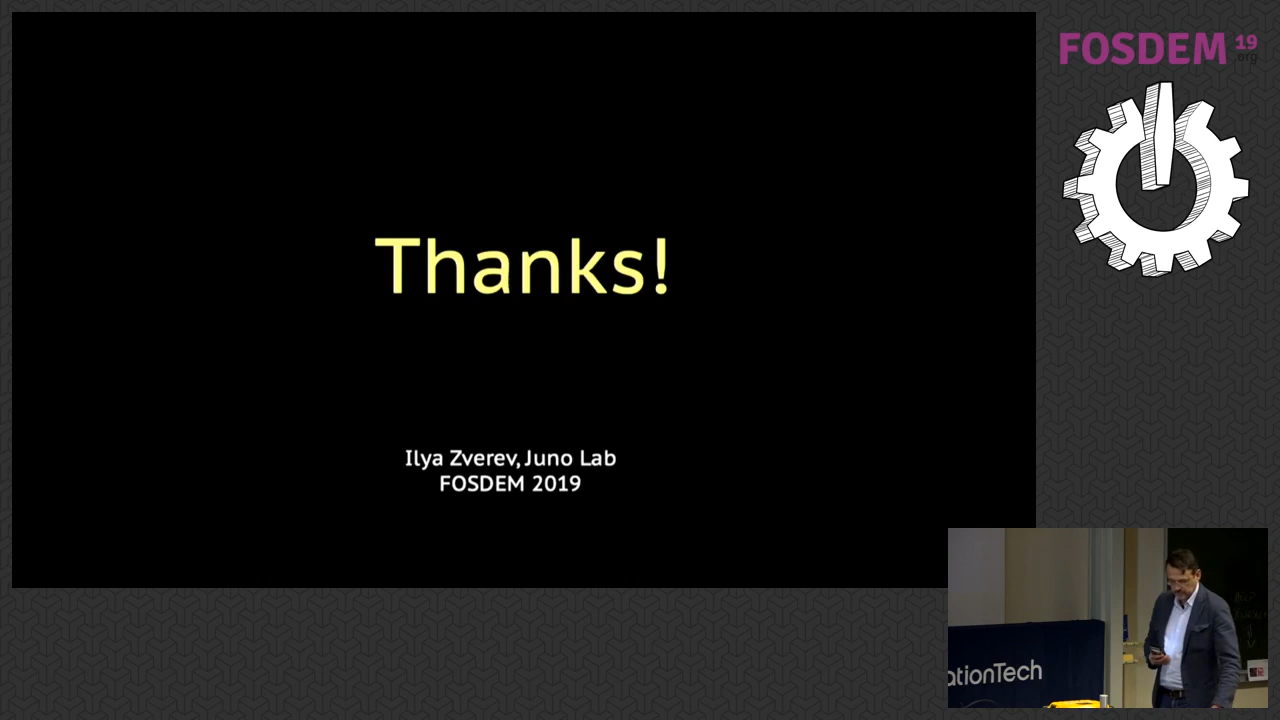 FOSDEM 19
.org
Thanks!
Ilya Zverev, Juno Lab
FOSDEM 2019
ationTech